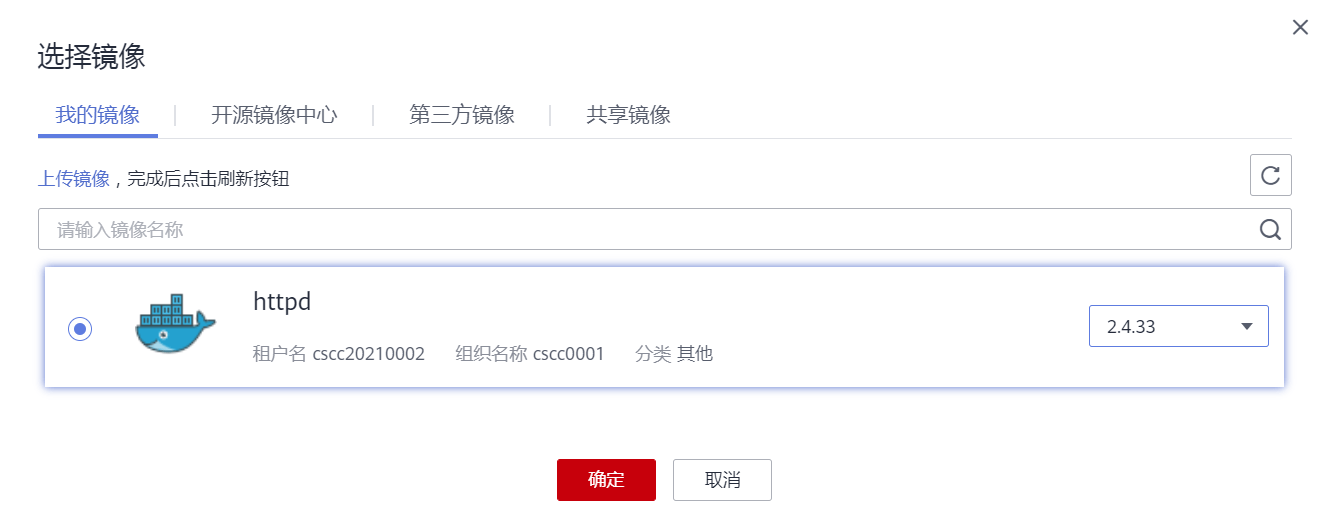 选择镜像
我的镜像
开源镜像中心
第三方镜像
共享镜像
上传镜像，完成后点击刷新按钮
请输入镜像名称
httpd
2.4.33
租户名 cscc20210002 组织名称 cscc0001 分类 其他
确定
取消